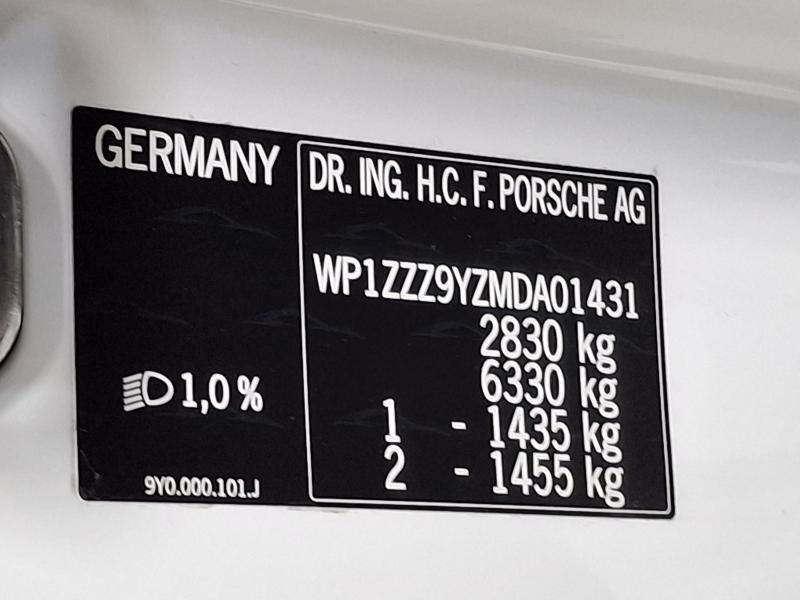 GERMANY
DR. ING. H.C. F. PORSCHE AG
WP1ZZZ9YZMDA01431
2830 kg
6330 kg
1 - 1435 kg
2 - 1455 kg
1,0 %
9Y0.000.101.J